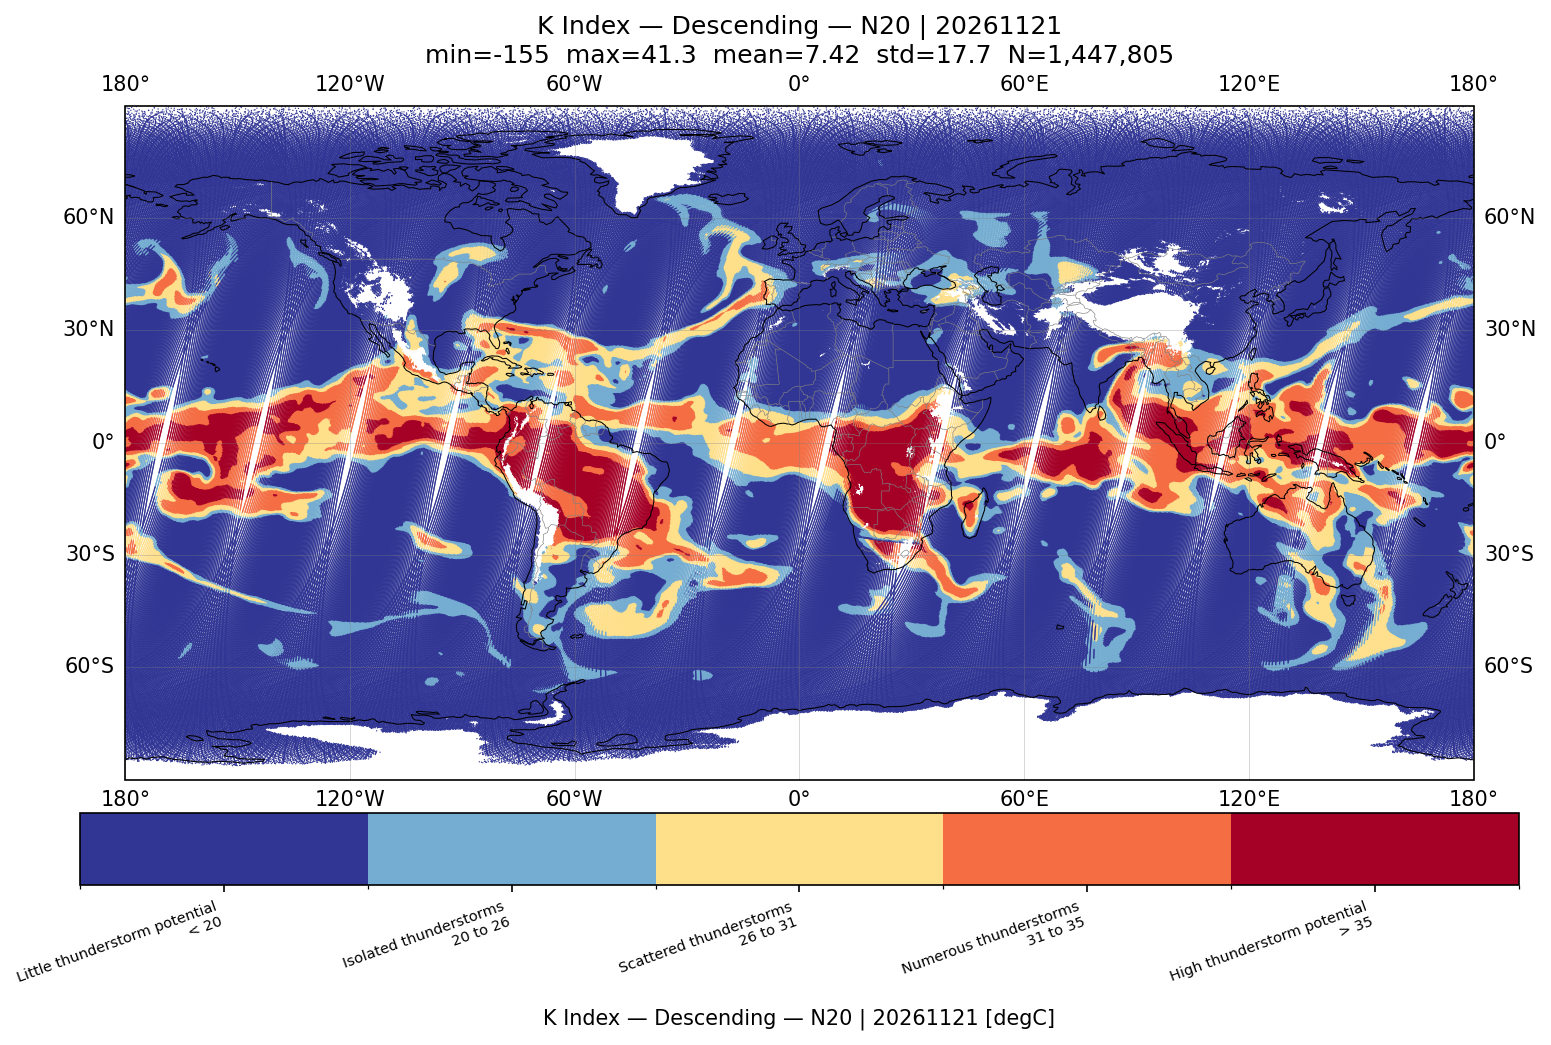 K Index — Descending — N20 | 20261121
min=-155  max=41.3  mean=7.42  std=17.7  N=1,447,805
180° 120°W 60°W 0° 60°E 120°E 180°
60°N 60°N
30°N 30°N
0° 0°
30°S 30°S
60°S 60°S
180° 120°W 60°W 0° 60°E 120°E 180°
Little thunderstorm potential
< 20
Isolated thunderstorms
20 to 26
Scattered thunderstorms
26 to 31
Numerous thunderstorms
31 to 35
High thunderstorm potential
> 35
K Index — Descending — N20 | 20261121 [degC]